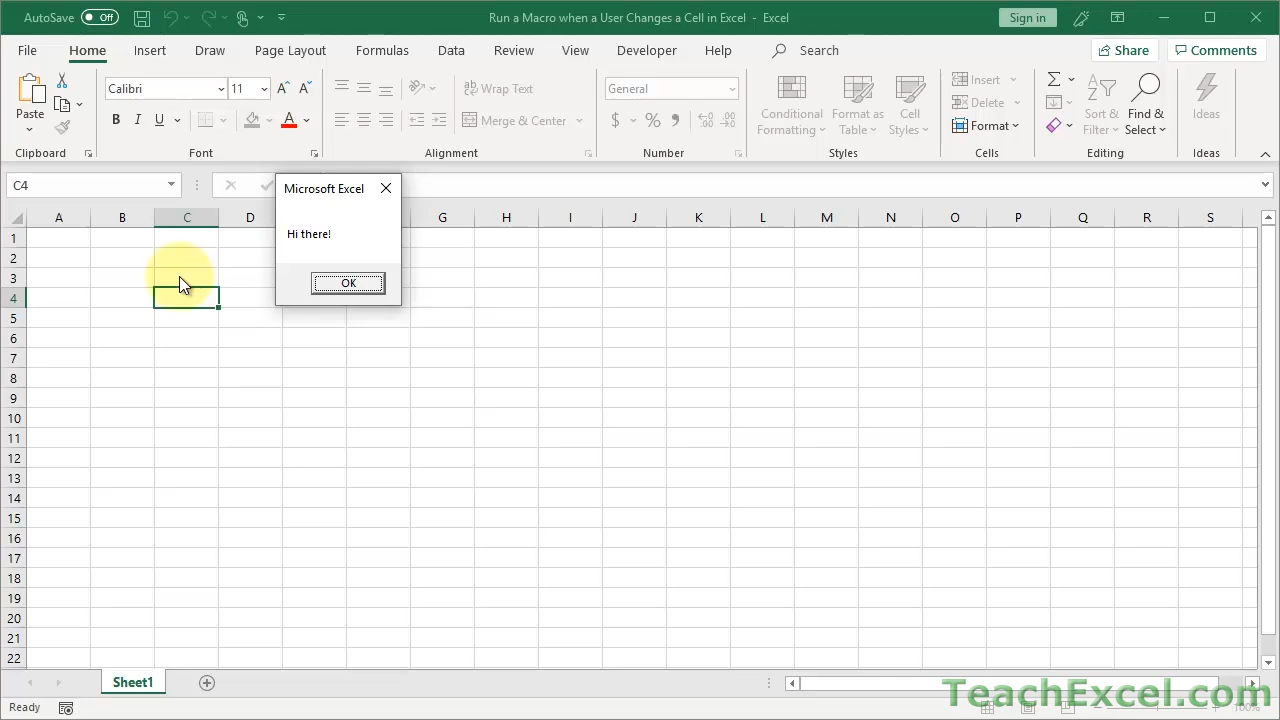 AutoSave Off
Run a Macro when a User Changes a Cell in Excel - Excel
Sign in
File Home Insert Draw Page Layout Formulas Data Review View Developer Help Search
Share Comments
Paste
Clipboard
Calibri 11
B I U A
Font
Wrap Text
Merge & Center
Alignment
General
$ % 9
Number
Conditional Formatting
Format as Table
Cell Styles
Styles
Insert
Delete
Format
Cells
Sort & Filter
Find & Select
Editing
Ideas
Ideas
C4
Microsoft Excel
Hi there!
OK
A B C D G H I J K L M N O P Q R S
1
2
3
4
5
6
7
8
9
10
11
12
13
14
15
16
17
18
19
20
21
22
Sheet1
Ready
100%
TeachExcel.com